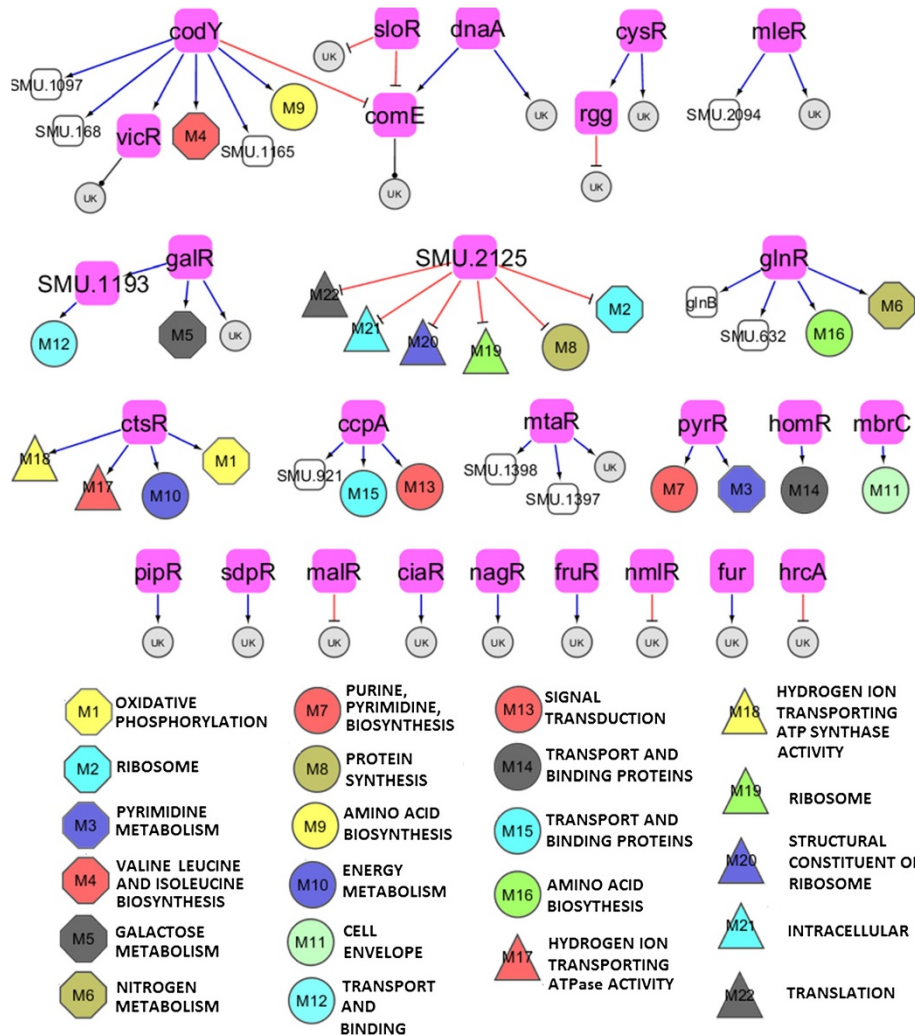 codY
sloR
dnaA
cysR
mleR
SMU.1097
UK
M9
SMU.168
vicR
M4
SMU.1165
comE
UK
rgg
UK
SMU.2094
UK
UK
UK
UK
SMU.1193
galR
SMU.2125
glnR
M12
M5
UK
M22
M21
M20
M19
M8
M2
glnB
SMU.632
M16
M6
ctsR
ccpA
mtaR
pyrR
homR
mbrC
M18
M17
M10
M1
SMU.921
M15
M13
SMU.1398
SMU.1397
UK
M7
M3
M14
M11
pipR
sdpR
malR
ciaR
nagR
fruR
nmlR
fur
hrcA
UK
UK
UK
UK
UK
UK
UK
UK
UK
M1
OXIDATIVE
PHOSPHORYLATION
M2
RIBOSOME
M3
PYRIMIDINE
METABOLISM
M4
VALINE LEUCINE
AND ISOLEUCINE
BIOSYNTHESIS
M5
GALACTOSE
METABOLISM
M6
NITROGEN
METABOLISM
M7
PURINE,
PYRIMIDINE,
BIOSYNTHESIS
M8
PROTEIN
SYNTHESIS
M9
AMINO ACID
BIOSYNTHESIS
M10
ENERGY
METABOLISM
M11
CELL
ENVELOPE
M12
TRANSPORT
AND
BINDING
M13
SIGNAL
TRANSDUCTION
M14
TRANSPORT AND
BINDING PROTEINS
M15
TRANSPORT AND
BINDING PROTEINS
M16
AMINO ACID
BIOSYTHESIS
M17
HYDROGEN ION
TRANSPORTING
ATPase ACTIVITY
M18
HYDROGEN ION
TRANSPORTING
ATP SYNTHASE
ACTIVITY
M19
RIBOSOME
M20
STRUCTURAL
CONSTITUENT OF
RIBOSOME
M21
INTRACELLULAR
M22
TRANSLATION